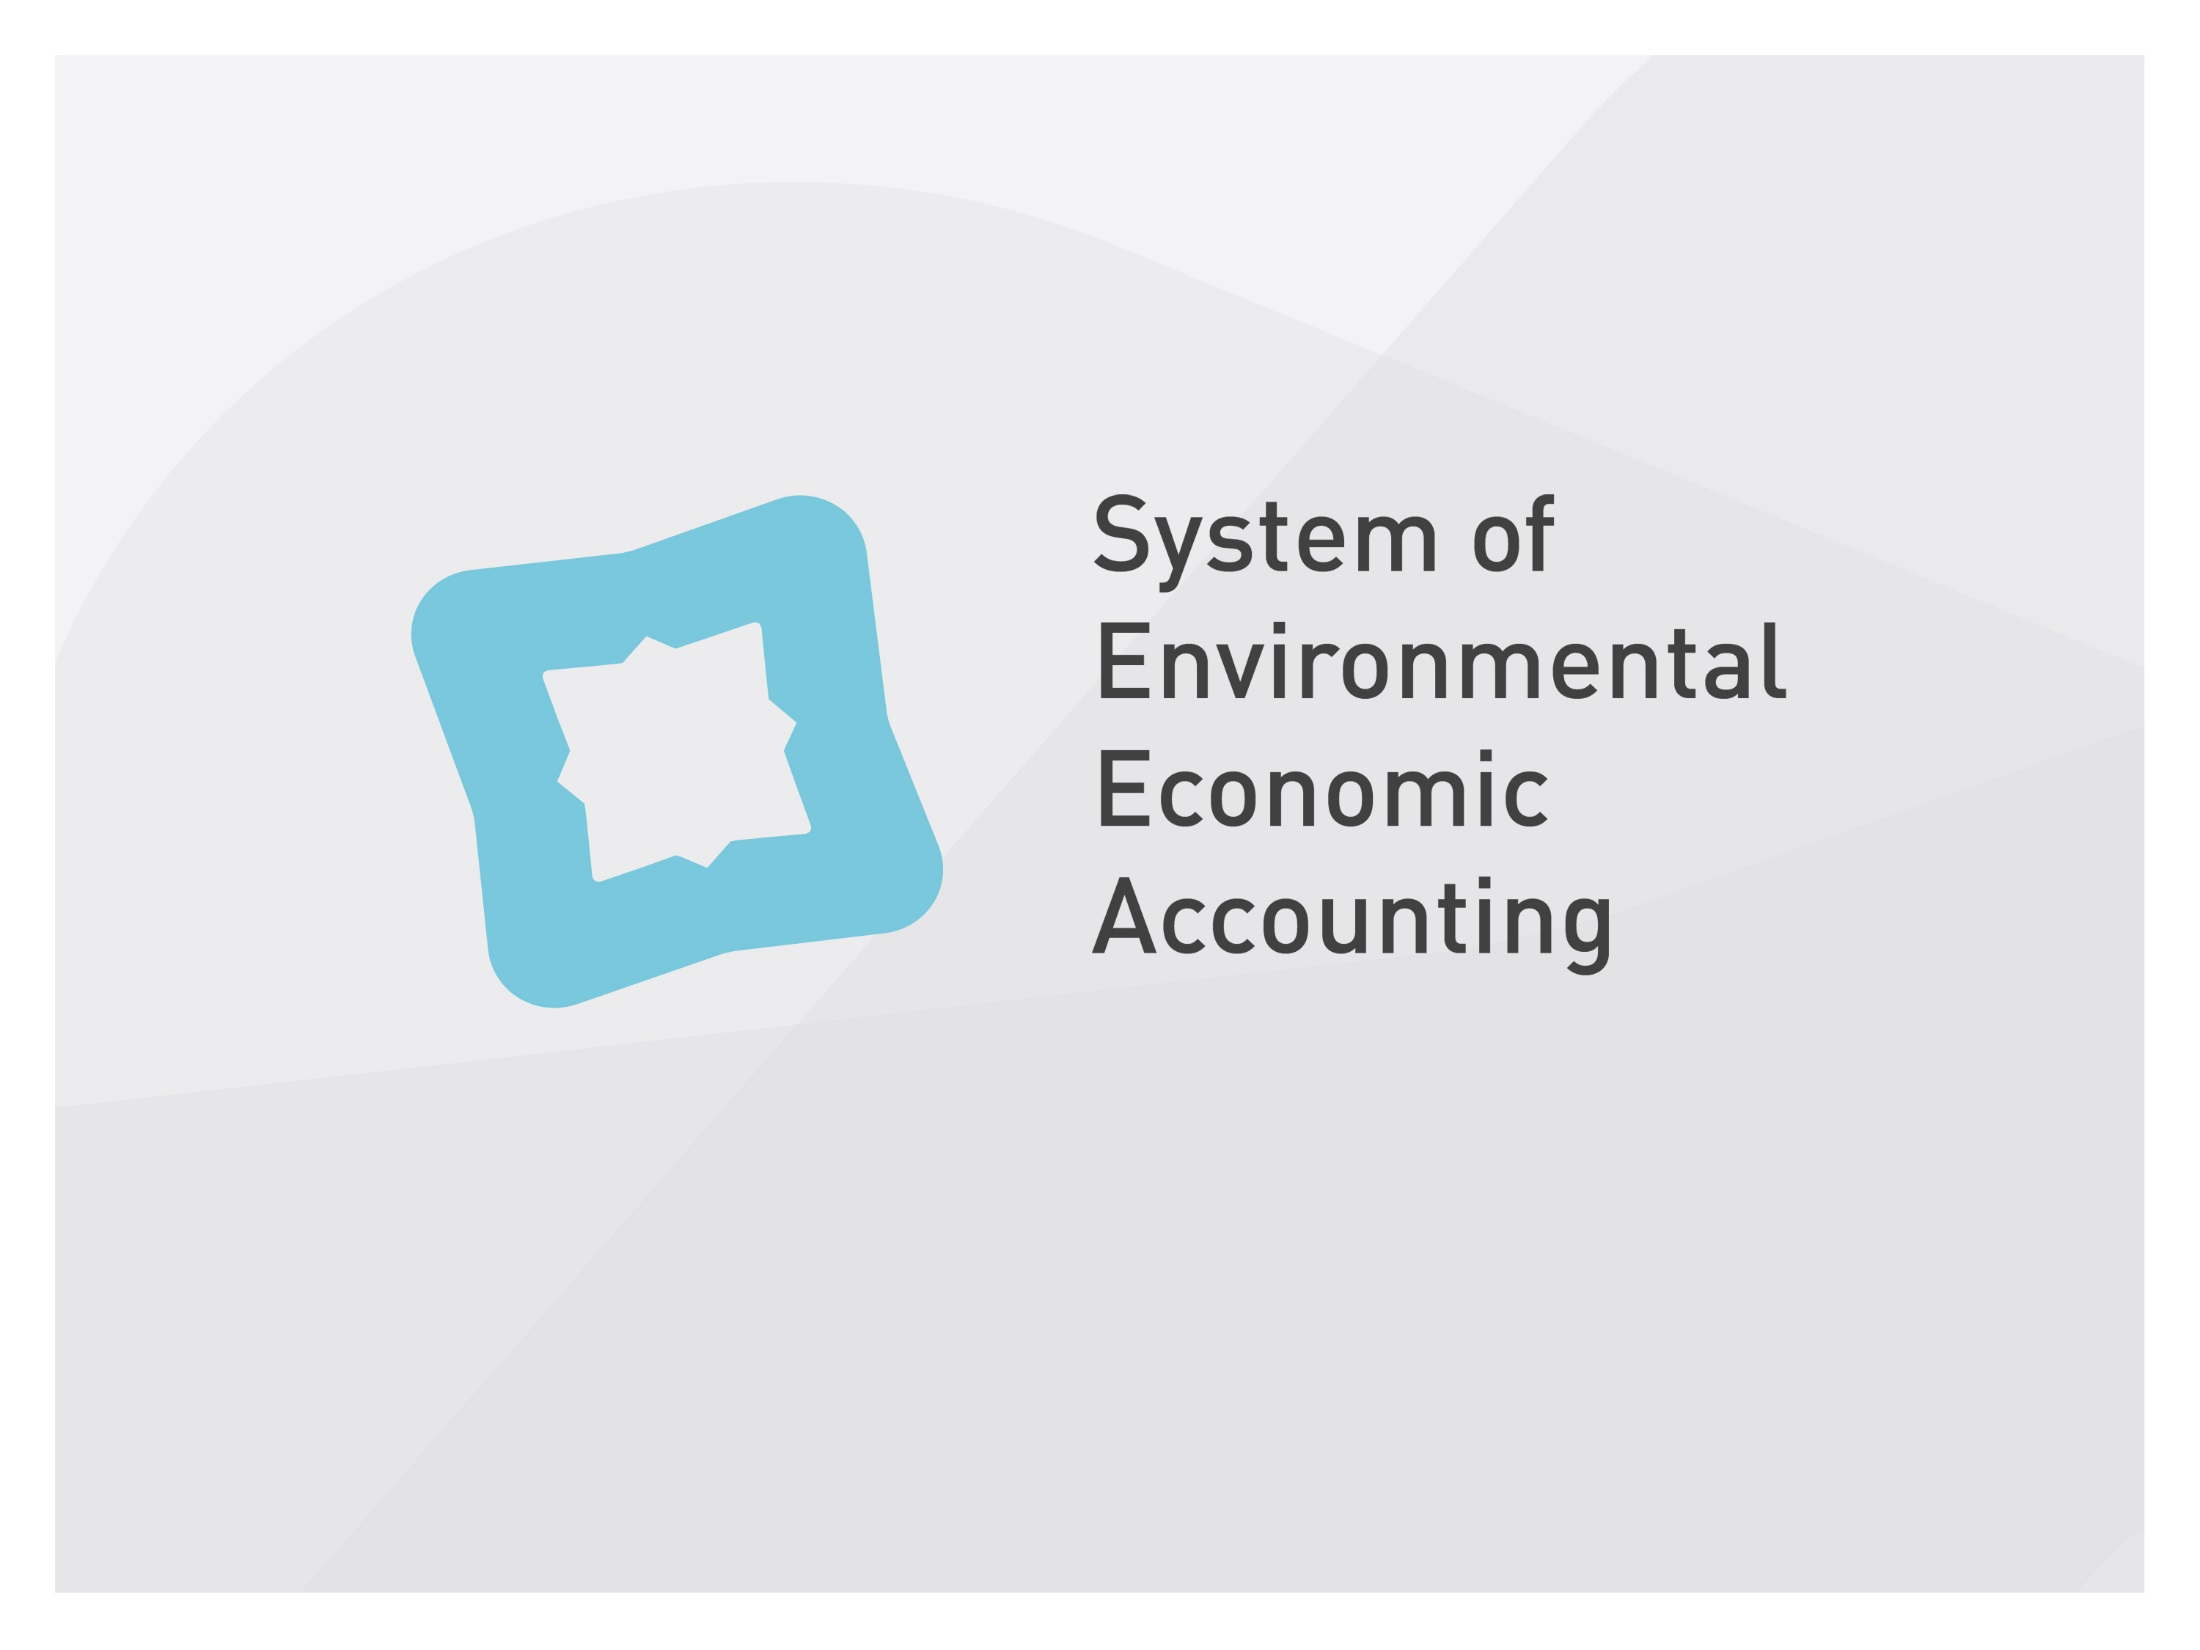 System of
Environmental
Economic
Accounting